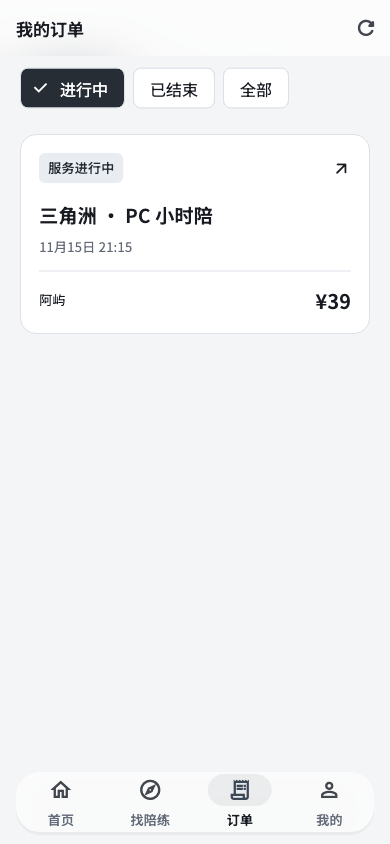 我的订单
进行中
已结束
全部
服务进行中
三角洲 · PC 小时陪
11月15日 21:15
阿屿
¥39
首页
找陪练
订单
我的